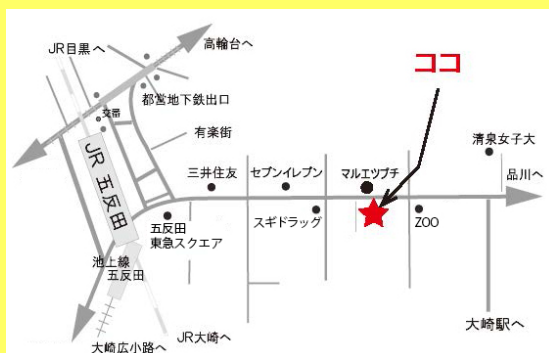 高輪台へ
JR目黒へ
ココ
交番
都営地下鉄出口
有楽街
清泉女子大
JR 五反田
三井住友
セブンイレブン
マルエツプチ
品川へ
五反田
東急スクエア
スギドラッグ
ZOO
池上線
五反田
大崎広小路へ
JR大崎へ
大崎駅へ